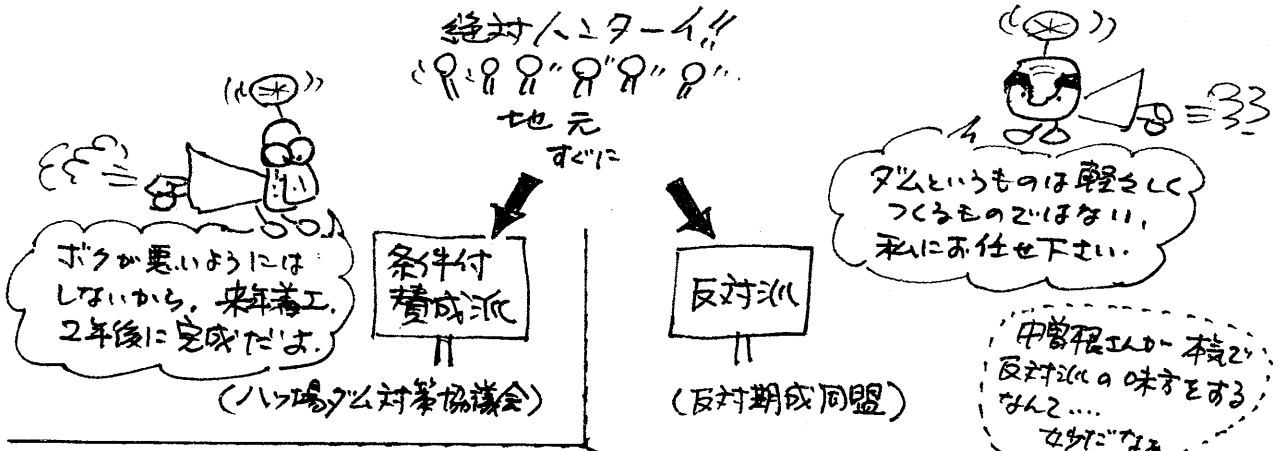 絶対ハンターイ!!
地元
すぐに
ボクが悪いようには
しないから、来年着工、
2年後に完成だよ.
条件付
賛成派
(八ッ場ダム対策協議会)
反対派
(反対期成同盟)
ダムというものは軽々しく
つくるものではない、
私にお任せ下さい.
中曽根さんが本気で
反対派の味方をする
なんて....
妙だなあ